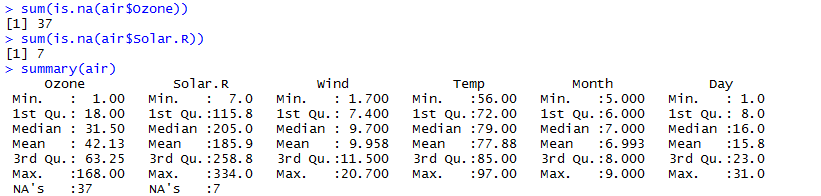 > sum(is.na(air$Ozone))
[1] 37
> sum(is.na(air$Solar.R))
[1] 7
> summary(air)
     Ozone           Solar.R           Wind             Temp           Month            Day
 Min.   :  1.00   Min.   :  7.0   Min.   : 1.700   Min.   :56.00   Min.   :5.000   Min.   : 1.0
 1st Qu.: 18.00   1st Qu.:115.8   1st Qu.: 7.400   1st Qu.:72.00   1st Qu.:6.000   1st Qu.: 8.0
 Median : 31.50   Median :205.0   Median : 9.700   Median :79.00   Median :7.000   Median :16.0
 Mean   : 42.13   Mean   :185.9   Mean   : 9.958   Mean   :77.88   Mean   :6.993   Mean   :15.8
 3rd Qu.: 63.25   3rd Qu.:258.8   3rd Qu.:11.500   3rd Qu.:85.00   3rd Qu.:8.000   3rd Qu.:23.0
 Max.   :168.00   Max.   :334.0   Max.   :20.700   Max.   :97.00   Max.   :9.000   Max.   :31.0
 NA's   :37       NA's   :7